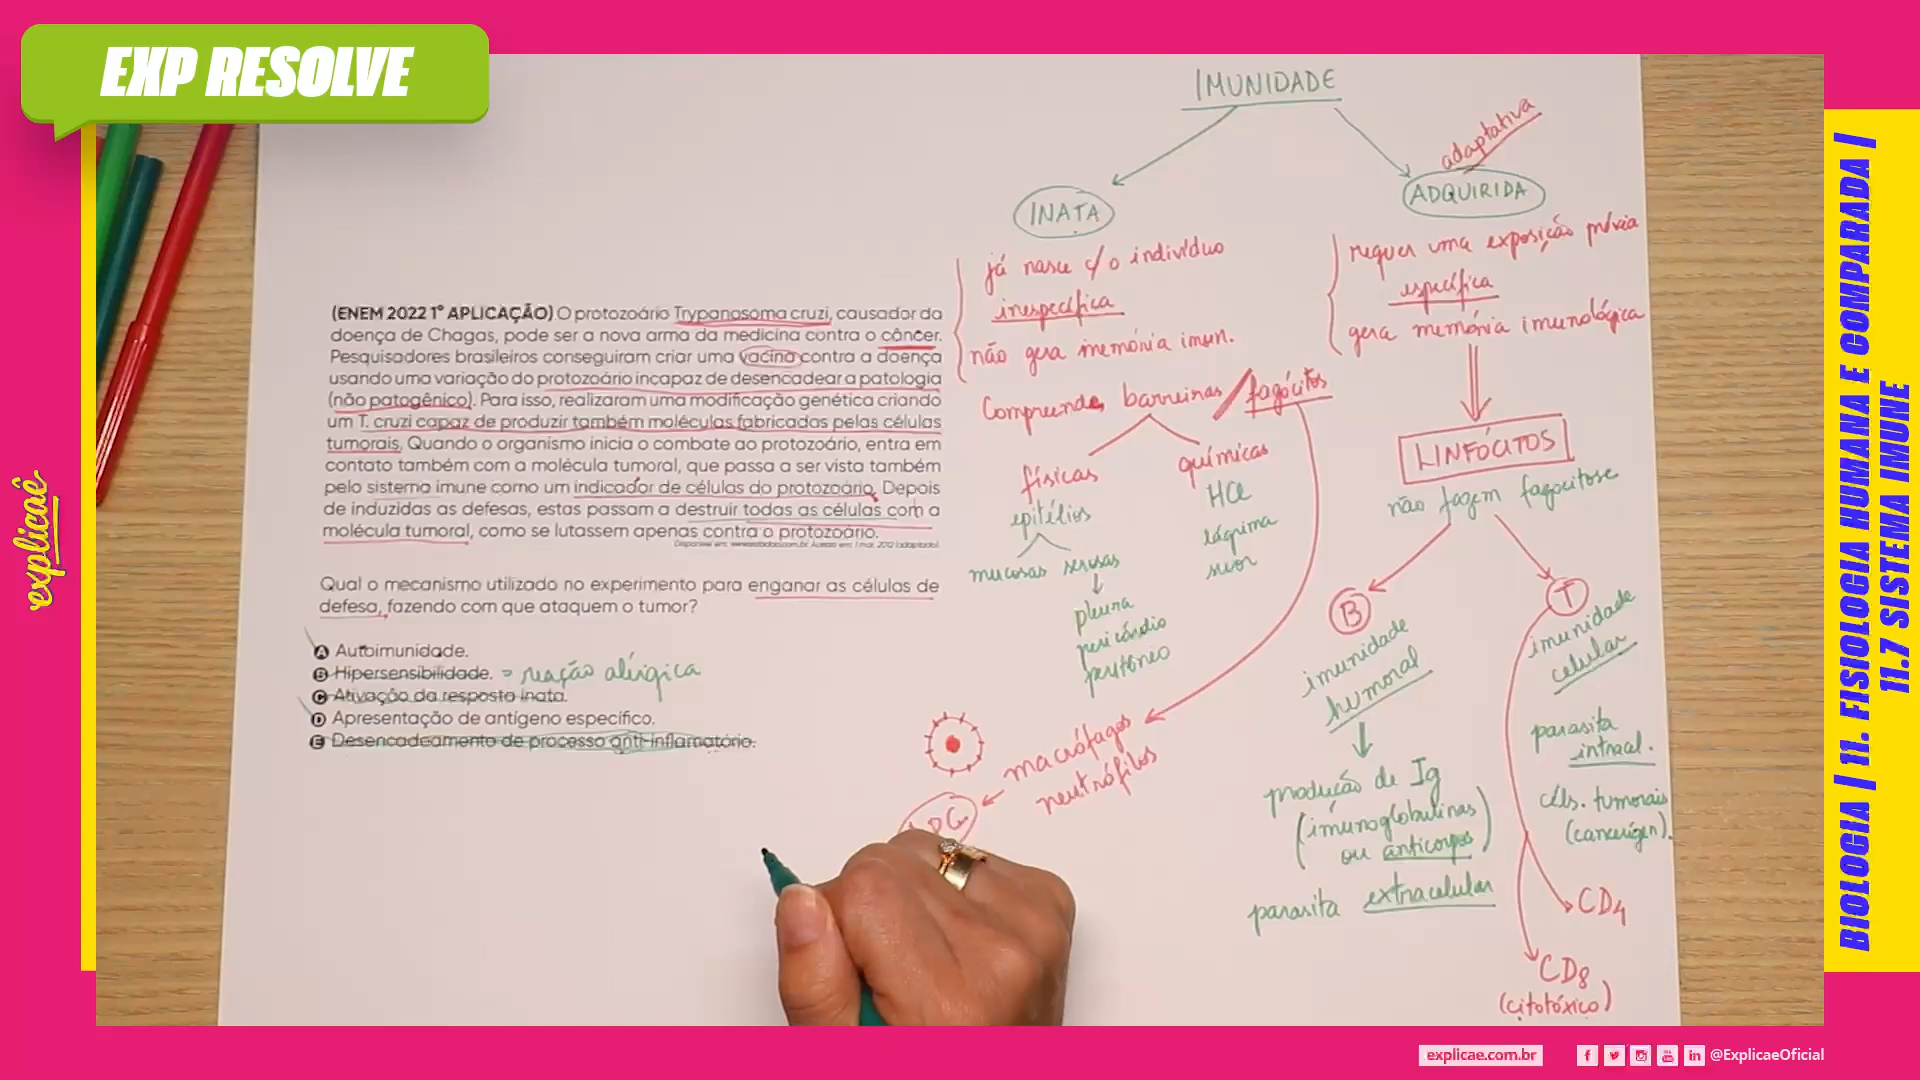 EXP RESOLVE
explicaê
(ENEM 2022 1º APLICAÇÃO) O protozoário Trypanosoma cruzi, causador da
doença de Chagas, pode ser a nova arma da medicina contra o câncer.
Pesquisadores brasileiros conseguiram criar uma vacina contra a doença
usando uma variação do protozoário incapaz de desencadear a patologia
(não patogênico). Para isso, realizaram uma modificação genética criando
um T. cruzi capaz de produzir também moléculas fabricadas pelas células
tumorais. Quando o organismo inicia o combate ao protozoário, entra em
contato também com a molécula tumoral, que passa a ser vista também
pelo sistema imune como um indicador de células do protozoário. Depois
de induzidas as defesas, estas passam a destruir todas as células com a
molécula tumoral, como se lutassem apenas contra o protozoário.
Qual o mecanismo utilizado no experimento para enganar as células de
defesa, fazendo com que ataquem o tumor?
A Autoimunidade.
B Hipersensibilidade. = reação alérgica
C Ativação da resposta inata.
D Apresentação de antígeno específico.
E Desencadeamento de processo anti-inflamatório.
IMUNIDADE
INATA
já nasce c/ o indivíduo
inespecífica
não gera memória imun.
Compreende barreiras / fagócitos
físicas
químicas
epitélios
HCl
lágrima
suor
mucosas serosas
pleura
pericárdio
peritôneo
macrófagos
neutrófilos
adaptativa
ADQUIRIDA
requer uma exposição prévia
específica
gera memória imunológica
LINFÓCITOS
não fazem fagocitose
B
T
imunidade
humoral
produção de Ig
(imunoglobulinas
ou anticorpos)
parasita extracelular
imunidade
celular
parasita
intracel.
céls. tumorais
(cancerígen).
CD4
CD8
(citotóxico)
BIOLOGIA | 11. FISIOLOGIA HUMANA E COMPARADA |
11.7 SISTEMA IMUNE
explicae.com.br
@ExplicaeOficial